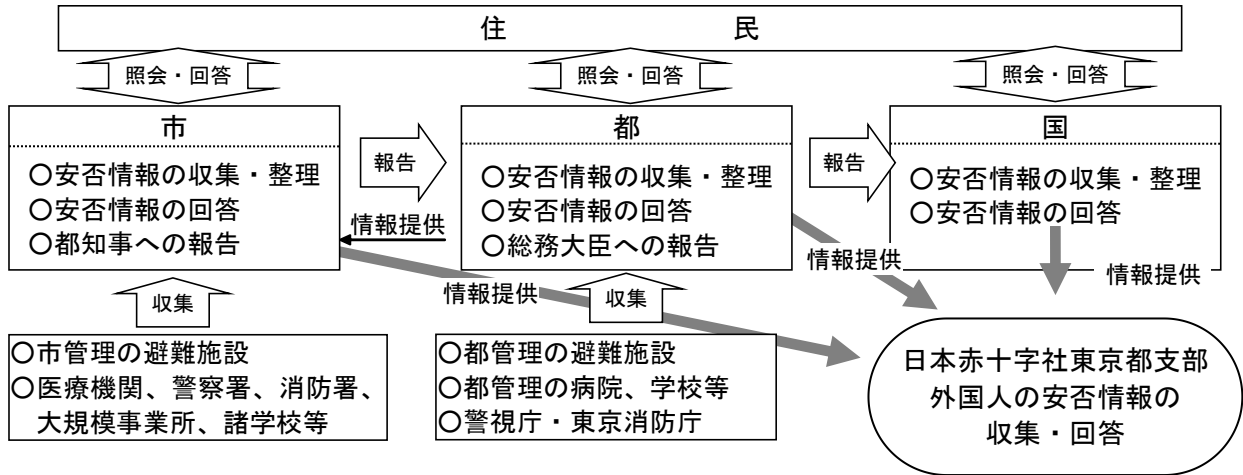 住　　　　民
照会・回答
照会・回答
照会・回答
市
○安否情報の収集・整理
○安否情報の回答
○都知事への報告
報告
情報提供
都
○安否情報の収集・整理
○安否情報の回答
○総務大臣への報告
報告
国
○安否情報の収集・整理
○安否情報の回答
情報提供
情報提供
情報提供
収集
収集
○市管理の避難施設
○医療機関、警察署、消防署、
大規模事業所、諸学校等
○都管理の避難施設
○都管理の病院、学校等
○警視庁・東京消防庁
日本赤十字社東京都支部
外国人の安否情報の
収集・回答